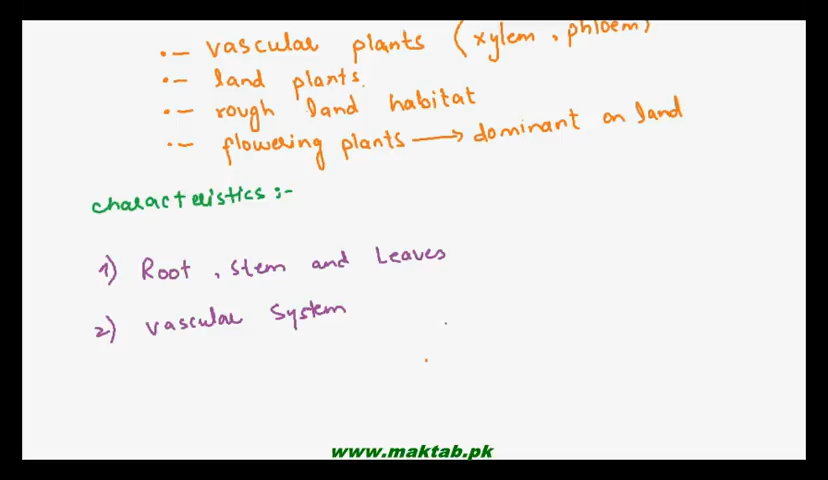 .- vascular plants (xylem, phloem)
.- land plants.
.- rough land habitat
.- flowering plants → dominant on land
characteristics:-
1) Root, stem and Leaves
2) vascular system
www.maktab.pk